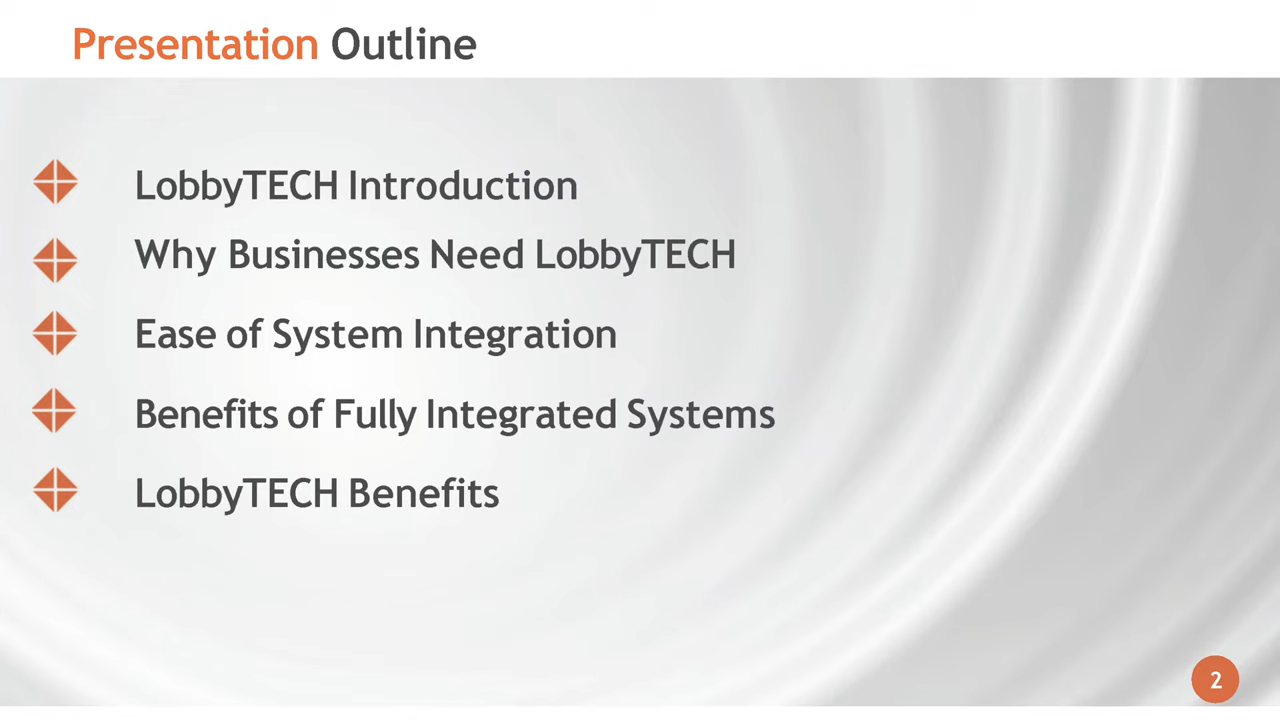 Presentation Outline
LobbyTECH Introduction
Why Businesses Need LobbyTECH
Ease of System Integration
Benefits of Fully Integrated Systems
LobbyTECH Benefits
2